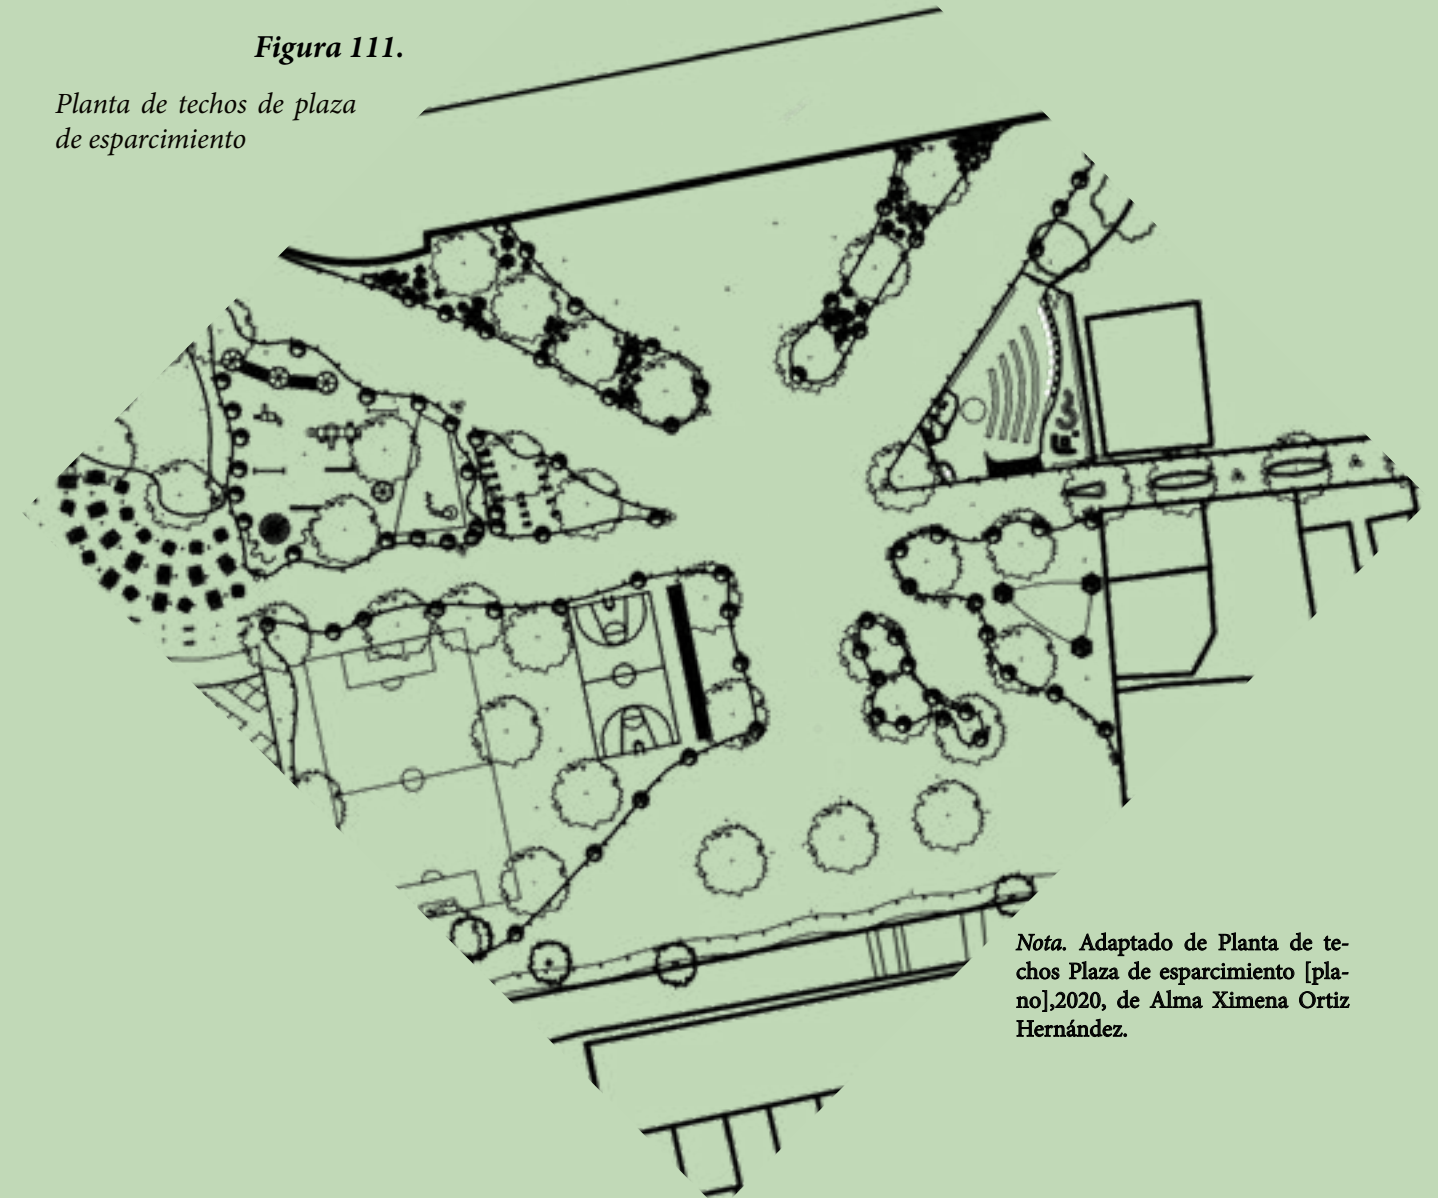 Figura 111.
Planta de techos de plaza
de esparcimiento
Nota. Adaptado de Planta de te-
chos Plaza de esparcimiento [pla-
no],2020, de Alma Ximena Ortiz
Hernández.